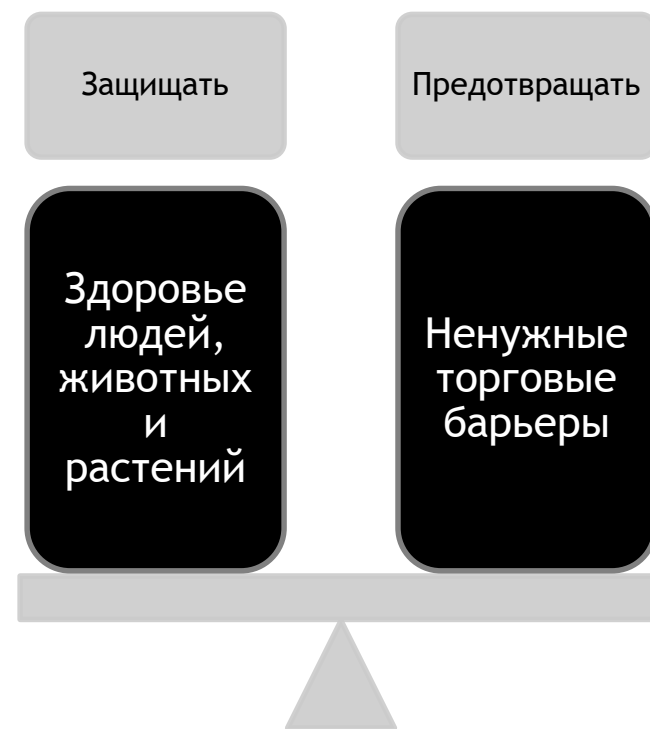 Защищать
Предотвращать
Здоровье
людей,
животных
и
растений
Ненужные
торговые
барьеры